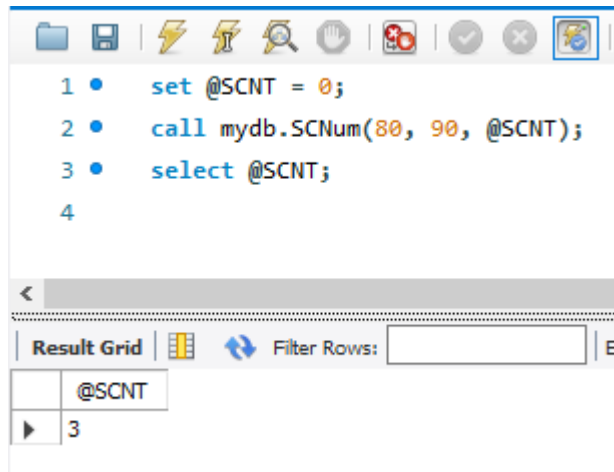 1 set @SCNT = 0;
2 call mydb.SCNum(80, 90, @SCNT);
3 select @SCNT;
4
Result Grid Filter Rows: E
@SCNT
3